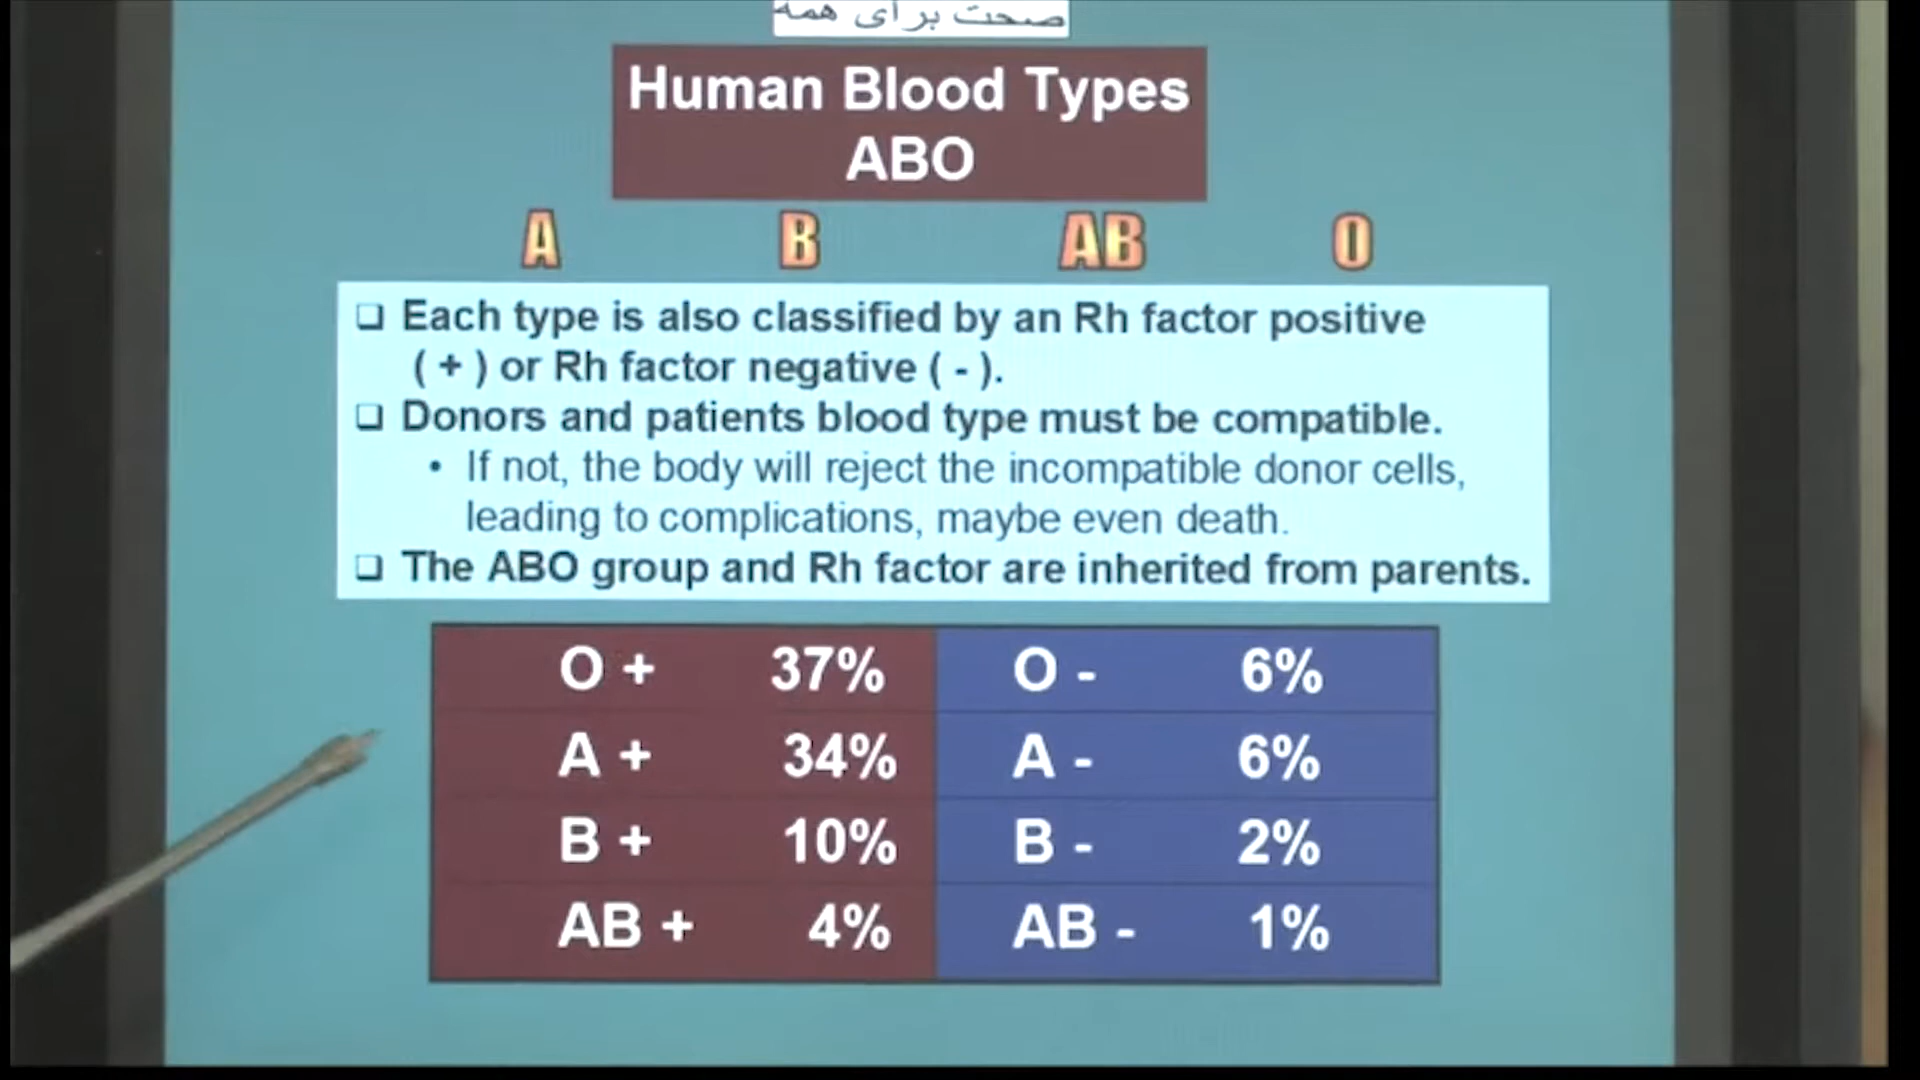 صحت برای همه
Human Blood Types
ABO
A B AB O
❑ Each type is also classified by an Rh factor positive
( + ) or Rh factor negative ( - ).
❑ Donors and patients blood type must be compatible.
• If not, the body will reject the incompatible donor cells,
leading to complications, maybe even death.
❑ The ABO group and Rh factor are inherited from parents.
O + 37% O - 6%
A + 34% A - 6%
B + 10% B - 2%
AB + 4% AB - 1%